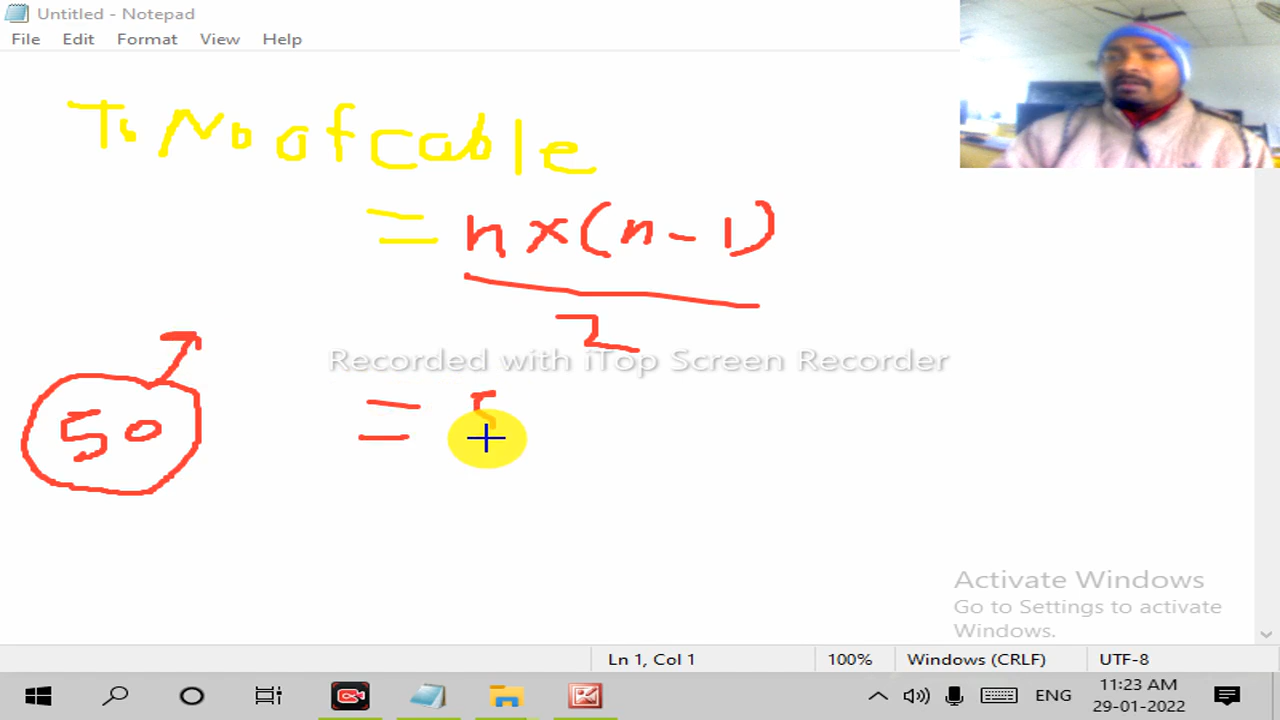 Untitled - Notepad
File Edit Format View Help
T. No of cable
= n × (n - 1)
2
Recorded with iTop Screen Recorder
50
= 5
Activate Windows
Go to Settings to activate
Windows.
Ln 1, Col 1 100% Windows (CRLF) UTF-8
ENG 11:23 AM
29-01-2022